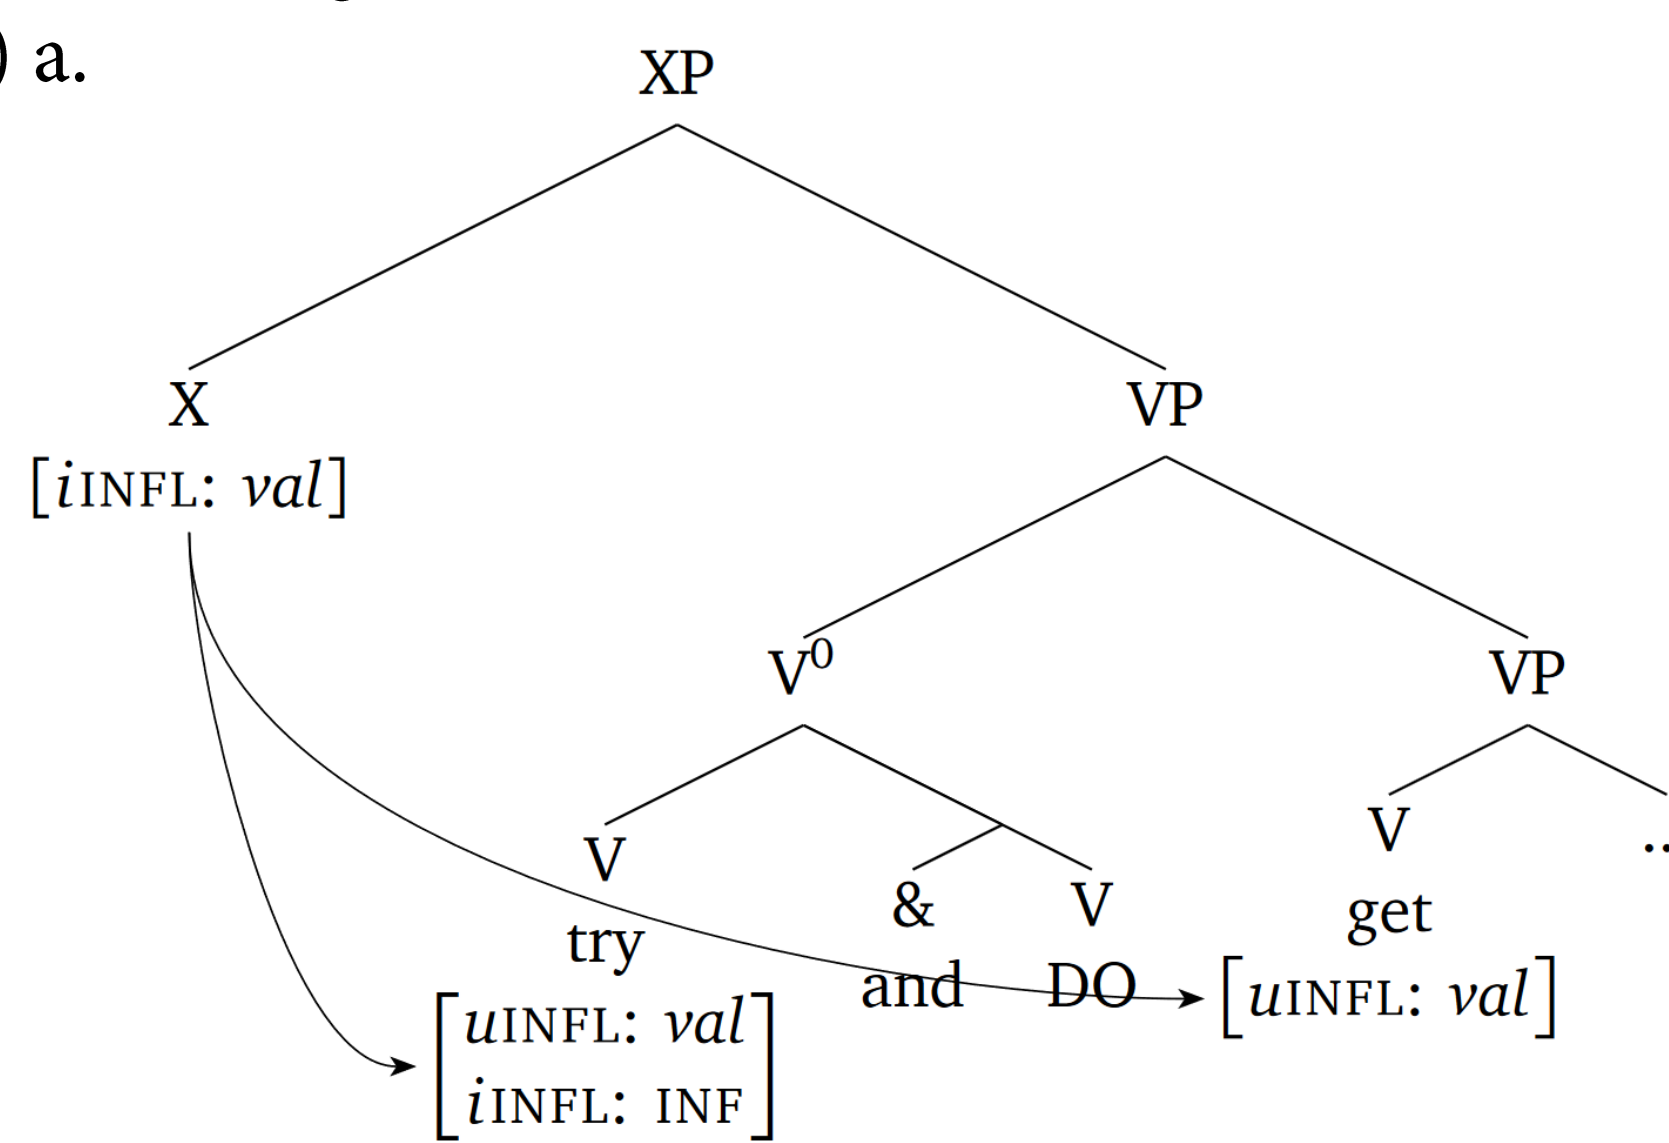 ) a.
XP
X VP
[iINFL: val]
V⁰ VP
V & V V ..
try and DO get
[uINFL: val] [uINFL: val]
[iINFL: INF]